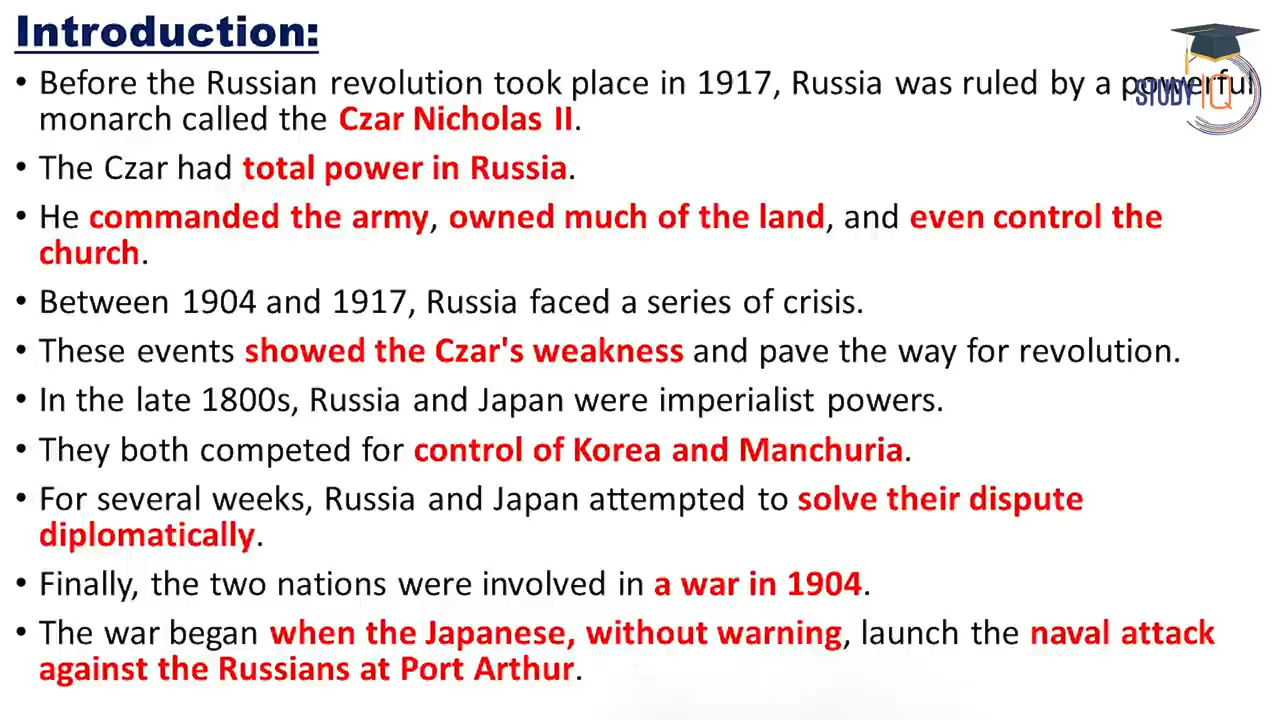 Introduction:
• Before the Russian revolution took place in 1917, Russia was ruled by a powerful
monarch called the Czar Nicholas II.
• The Czar had total power in Russia.
• He commanded the army, owned much of the land, and even control the
church.
• Between 1904 and 1917, Russia faced a series of crisis.
• These events showed the Czar's weakness and pave the way for revolution.
• In the late 1800s, Russia and Japan were imperialist powers.
• They both competed for control of Korea and Manchuria.
• For several weeks, Russia and Japan attempted to solve their dispute
diplomatically.
• Finally, the two nations were involved in a war in 1904.
• The war began when the Japanese, without warning, launch the naval attack
against the Russians at Port Arthur.
STUDY IQ